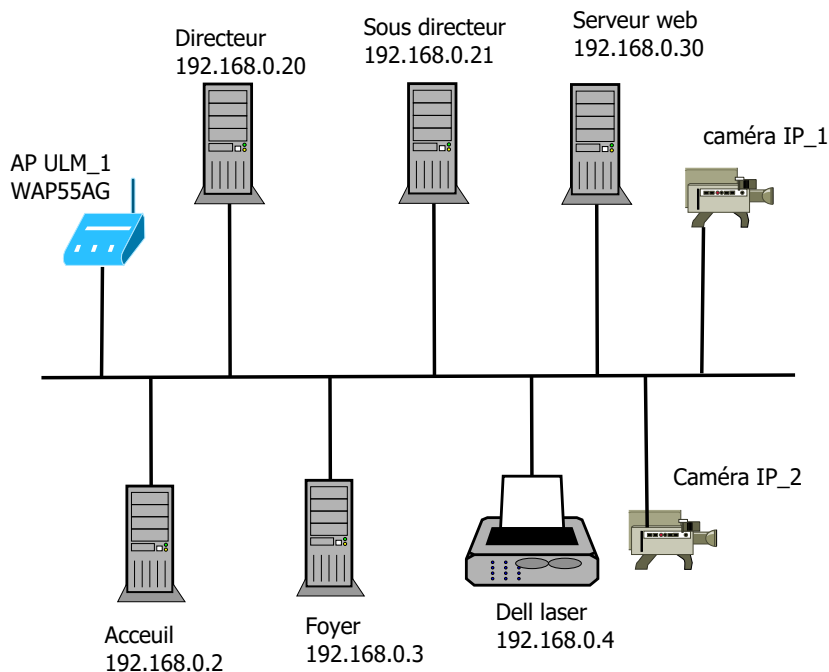 Directeur
192.168.0.20
Sous directeur
192.168.0.21
Serveur web
192.168.0.30
caméra IP_1
AP ULM_1
WAP55AG
Caméra IP_2
Acceuil
192.168.0.2
Foyer
192.168.0.3
Dell laser
192.168.0.4